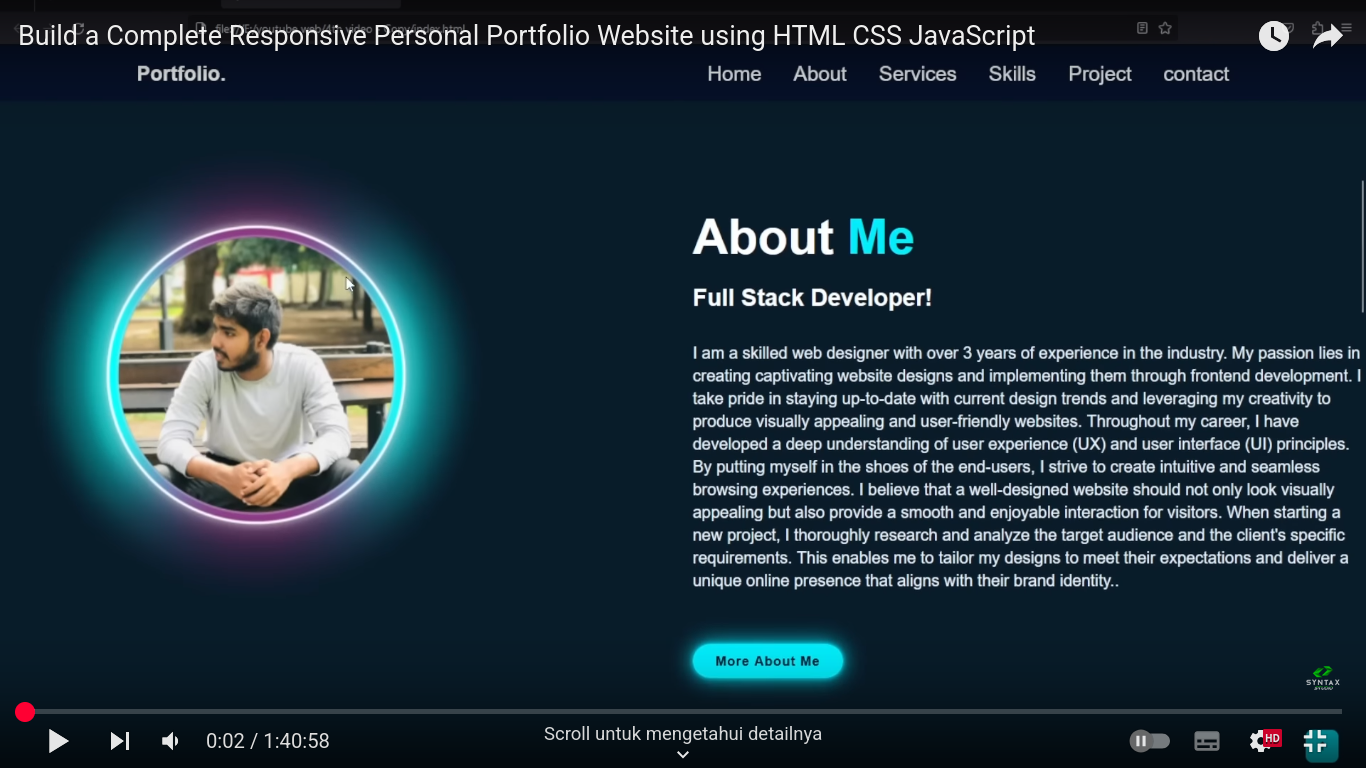 Build a Complete Responsive Personal Portfolio Website using HTML CSS JavaScript
Portfolio.
Home About Services Skills Project contact
About Me
Full Stack Developer!
I am a skilled web designer with over 3 years of experience in the industry. My passion lies in
creating captivating website designs and implementing them through frontend development. I
take pride in staying up-to-date with current design trends and leveraging my creativity to
produce visually appealing and user-friendly websites. Throughout my career, I have
developed a deep understanding of user experience (UX) and user interface (UI) principles.
By putting myself in the shoes of the end-users, I strive to create intuitive and seamless
browsing experiences. I believe that a well-designed website should not only look visually
appealing but also provide a smooth and enjoyable interaction for visitors. When starting a
new project, I thoroughly research and analyze the target audience and the client's specific
requirements. This enables me to tailor my designs to meet their expectations and deliver a
unique online presence that aligns with their brand identity..
More About Me
SYNTAX
STUDIO
0:02 / 1:40:58
Scroll untuk mengetahui detailnya
HD